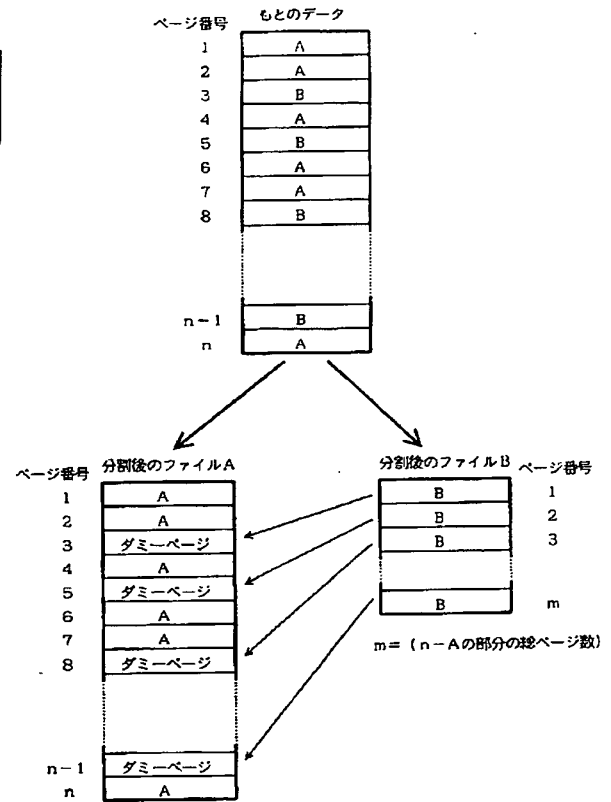 ページ番号 もとのデータ
1 A
2 A
3 B
4 A
5 B
6 A
7 A
8 B
n-1 B
n A
ページ番号 分割後のファイルA
1 A
2 A
3 ダミーページ
4 A
5 ダミーページ
6 A
7 A
8 ダミーページ
n-1 ダミーページ
n A
分割後のファイルB ページ番号
B 1
B 2
B 3
B m
m=(n-Aの部分の総ページ数)